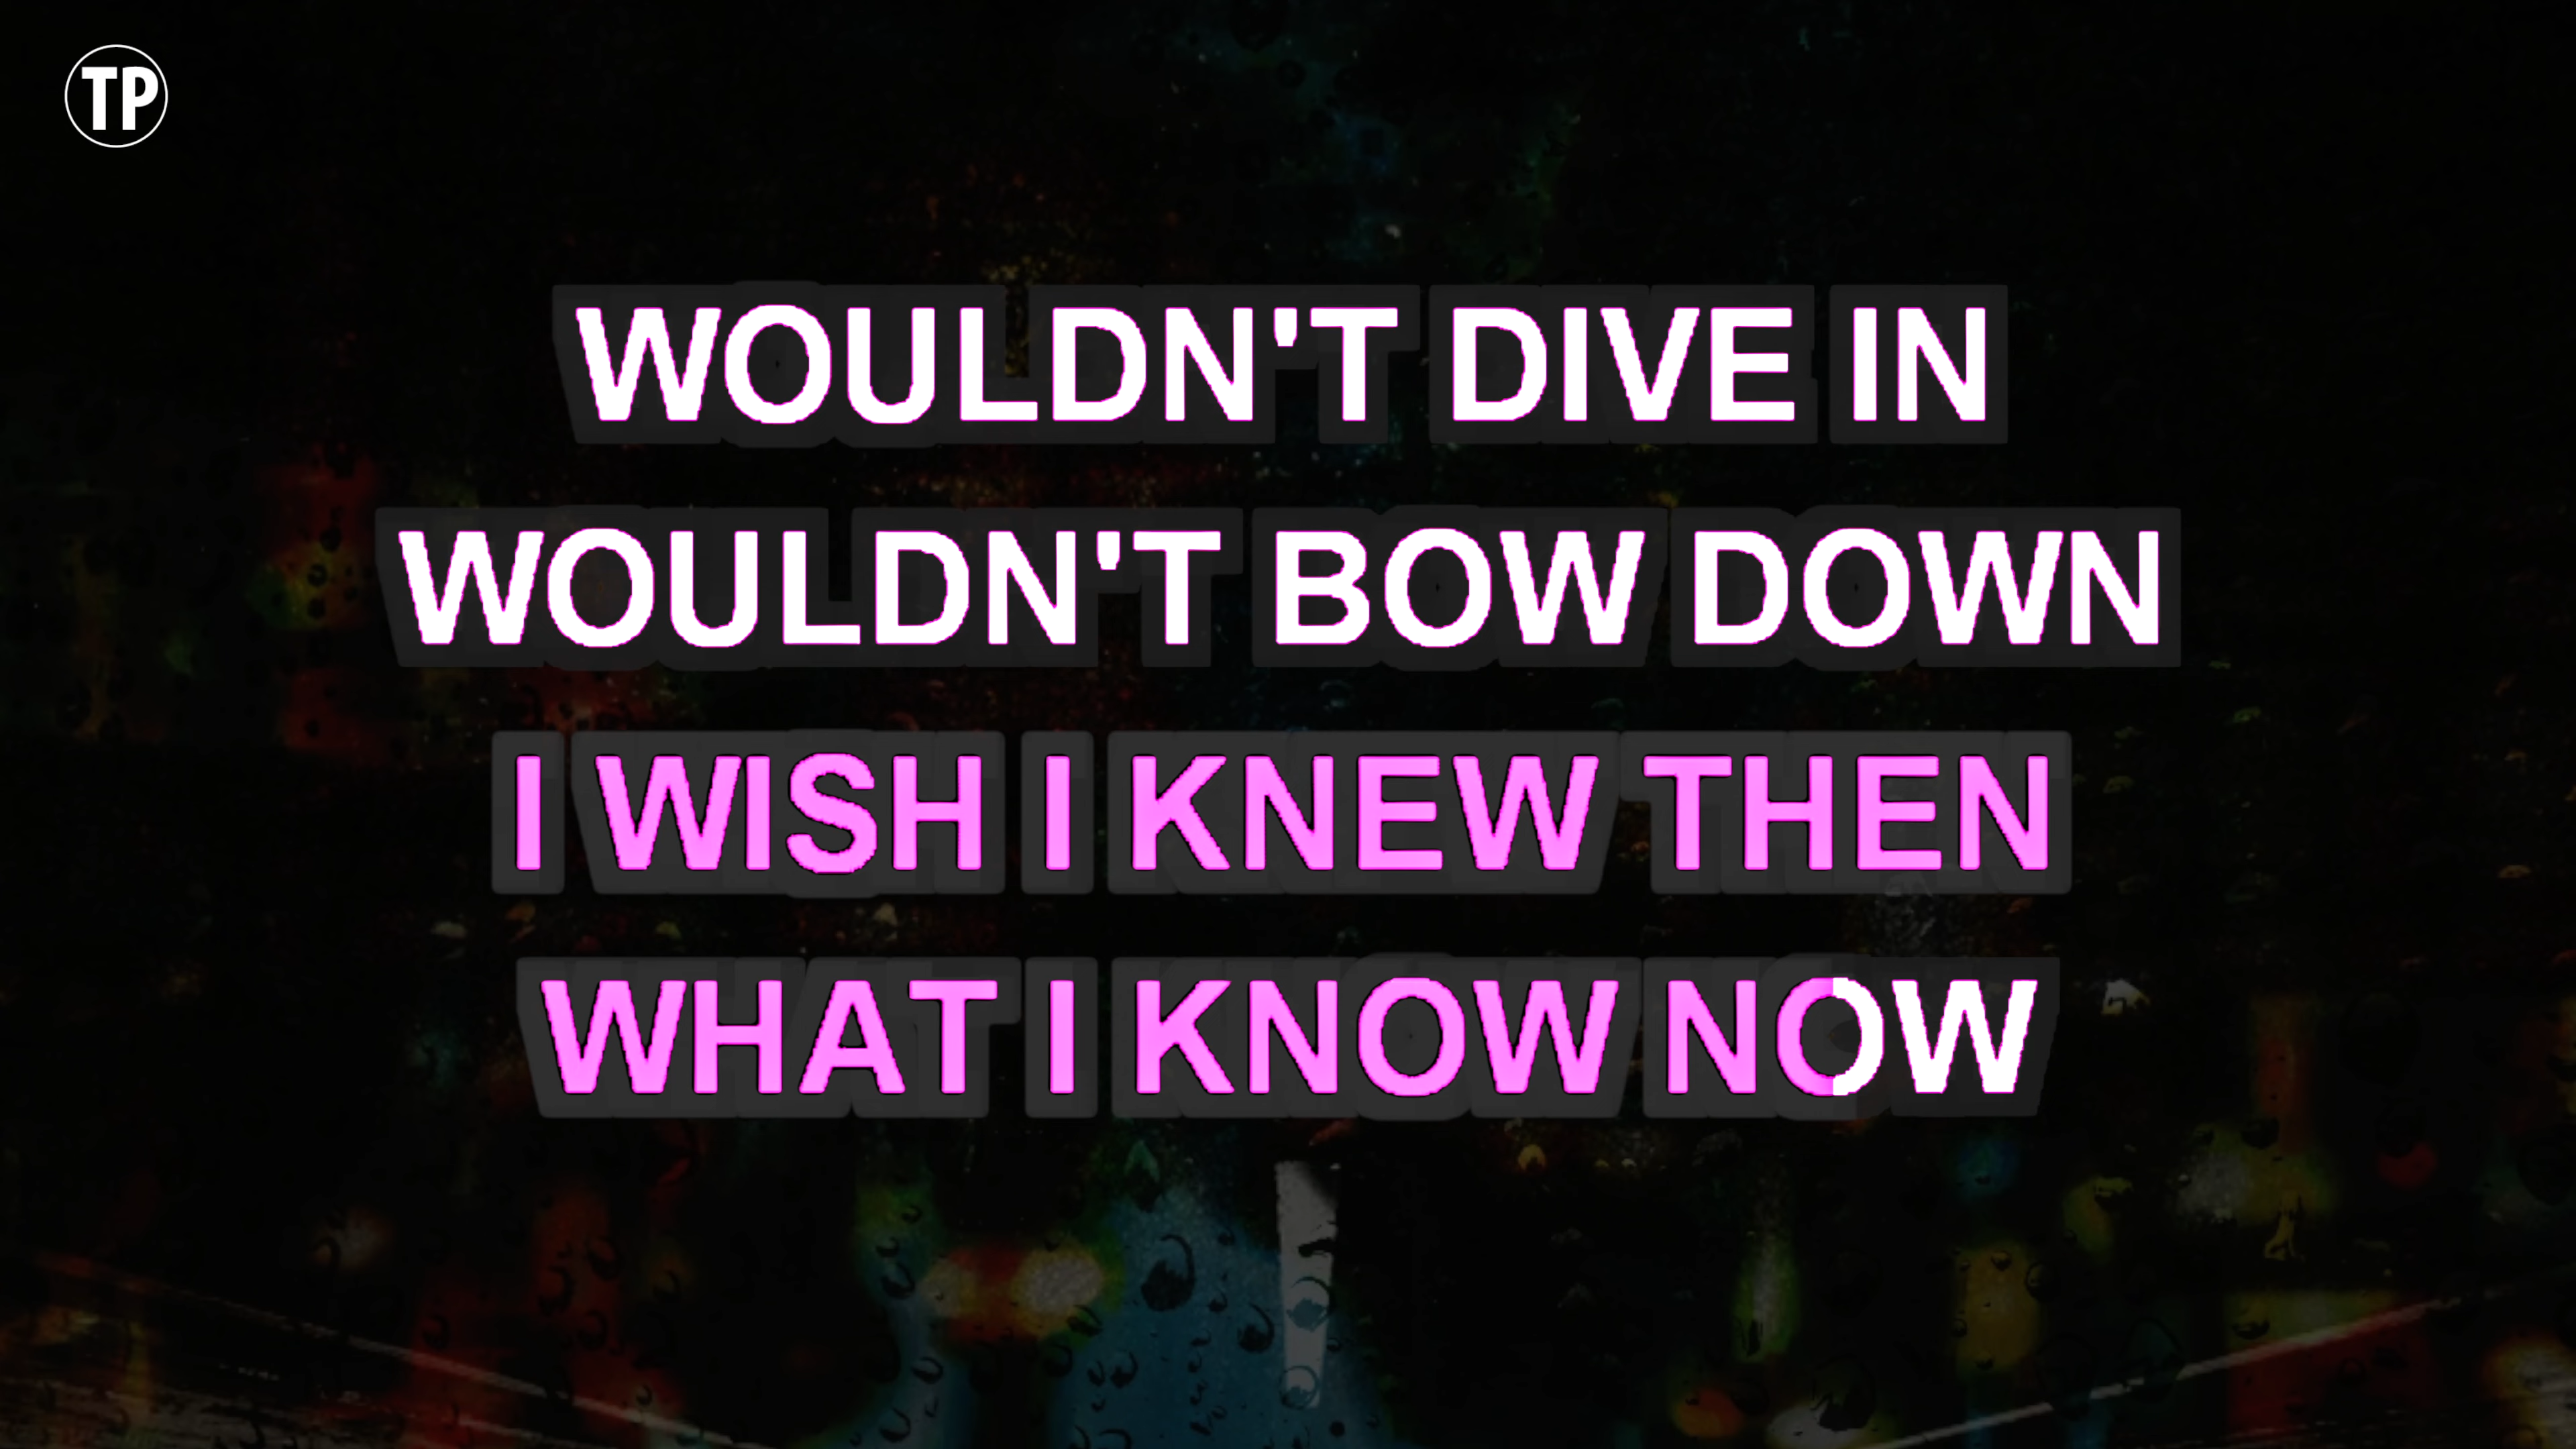 TP
WOULDN'T DIVE IN
WOULDN'T BOW DOWN
I WISH I KNEW THEN
WHAT I KNOW NOW